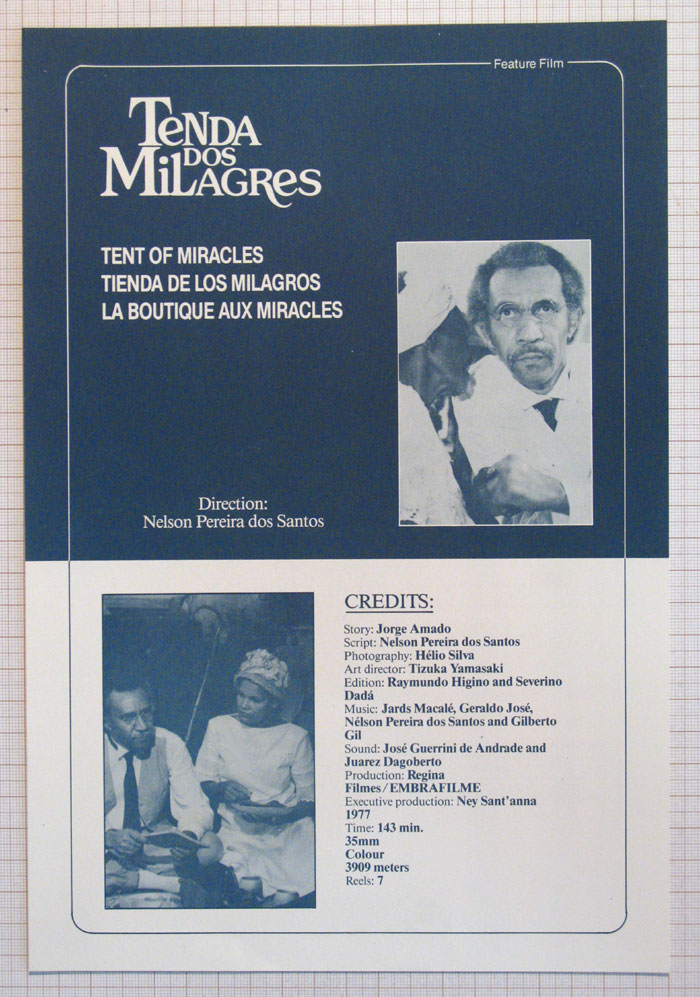 Feature Film
TENDA
DOS
MILAGRES
TENT OF MIRACLES
TIENDA DE LOS MILAGROS
LA BOUTIQUE AUX MIRACLES
Direction:
Nelson Pereira dos Santos
CREDITS:
Story: Jorge Amado
Script: Nelson Pereira dos Santos
Photography: Hélio Silva
Art director: Tizuka Yamasaki
Edition: Raymundo Higino and Severino
Dadá
Music: Jards Macalé, Geraldo José,
Nélson Pereira dos Santos and Gilberto
Gil
Sound: José Guerrini de Andrade and
Juarez Dagoberto
Production: Regina
Filmes/EMBRAFILME
Executive production: Ney Sant'anna
1977
Time: 143 min.
35mm
Colour
3909 meters
Reels: 7